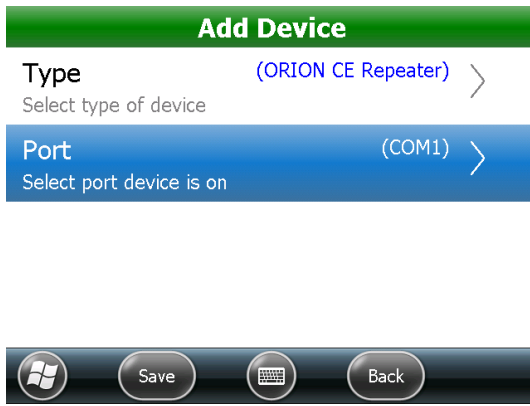 Add Device
Type (ORION CE Repeater)
Select type of device
Port (COM1)
Select port device is on
Save Back